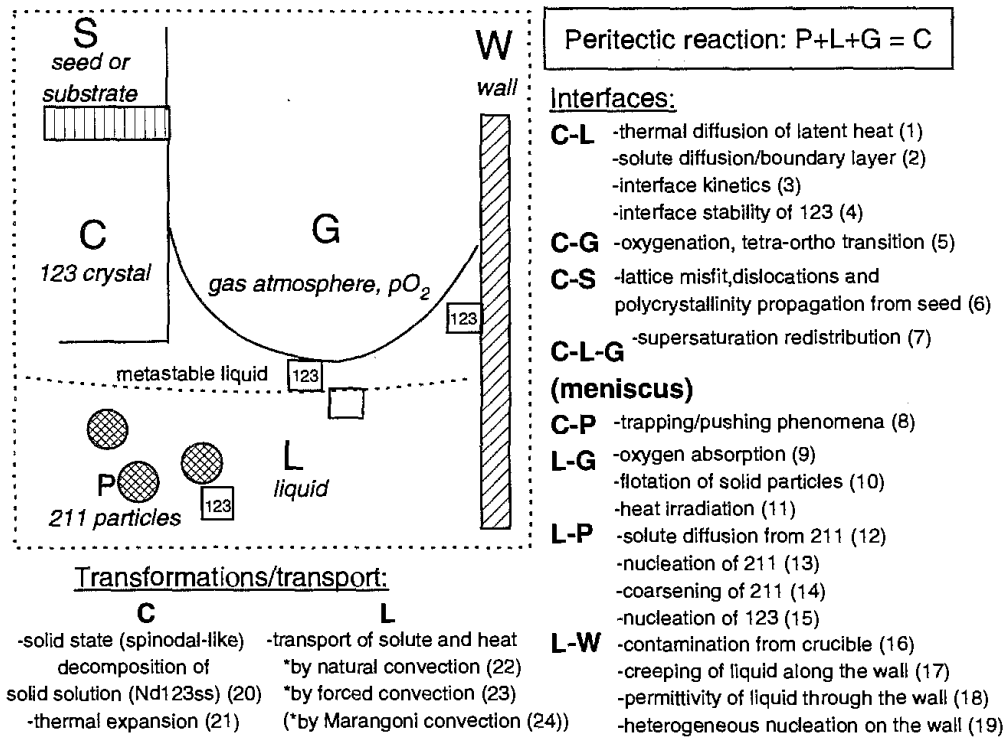 S
seed or
substrate
W
wall
C
123 crystal
G
gas atmosphere, pO2
123
metastable liquid
123
P
211 particles
123
L
liquid
Peritectic reaction: P+L+G = C
Interfaces:
C-L -thermal diffusion of latent heat (1)
-solute diffusion/boundary layer (2)
-interface kinetics (3)
-interface stability of 123 (4)
C-G -oxygenation, tetra-ortho transition (5)
C-S -lattice misfit,dislocations and
polycrystallinity propagation from seed (6)
C-L-G -supersaturation redistribution (7)
(meniscus)
C-P -trapping/pushing phenomena (8)
L-G -oxygen absorption (9)
-flotation of solid particles (10)
-heat irradiation (11)
L-P -solute diffusion from 211 (12)
-nucleation of 211 (13)
-coarsening of 211 (14)
-nucleation of 123 (15)
L-W -contamination from crucible (16)
-creeping of liquid along the wall (17)
-permittivity of liquid through the wall (18)
-heterogeneous nucleation on the wall (19)
Transformations/transport:
C
-solid state (spinodal-like)
decomposition of
solid solution (Nd123ss) (20)
-thermal expansion (21)
L
-transport of solute and heat
*by natural convection (22)
*by forced convection (23)
(*by Marangoni convection (24))